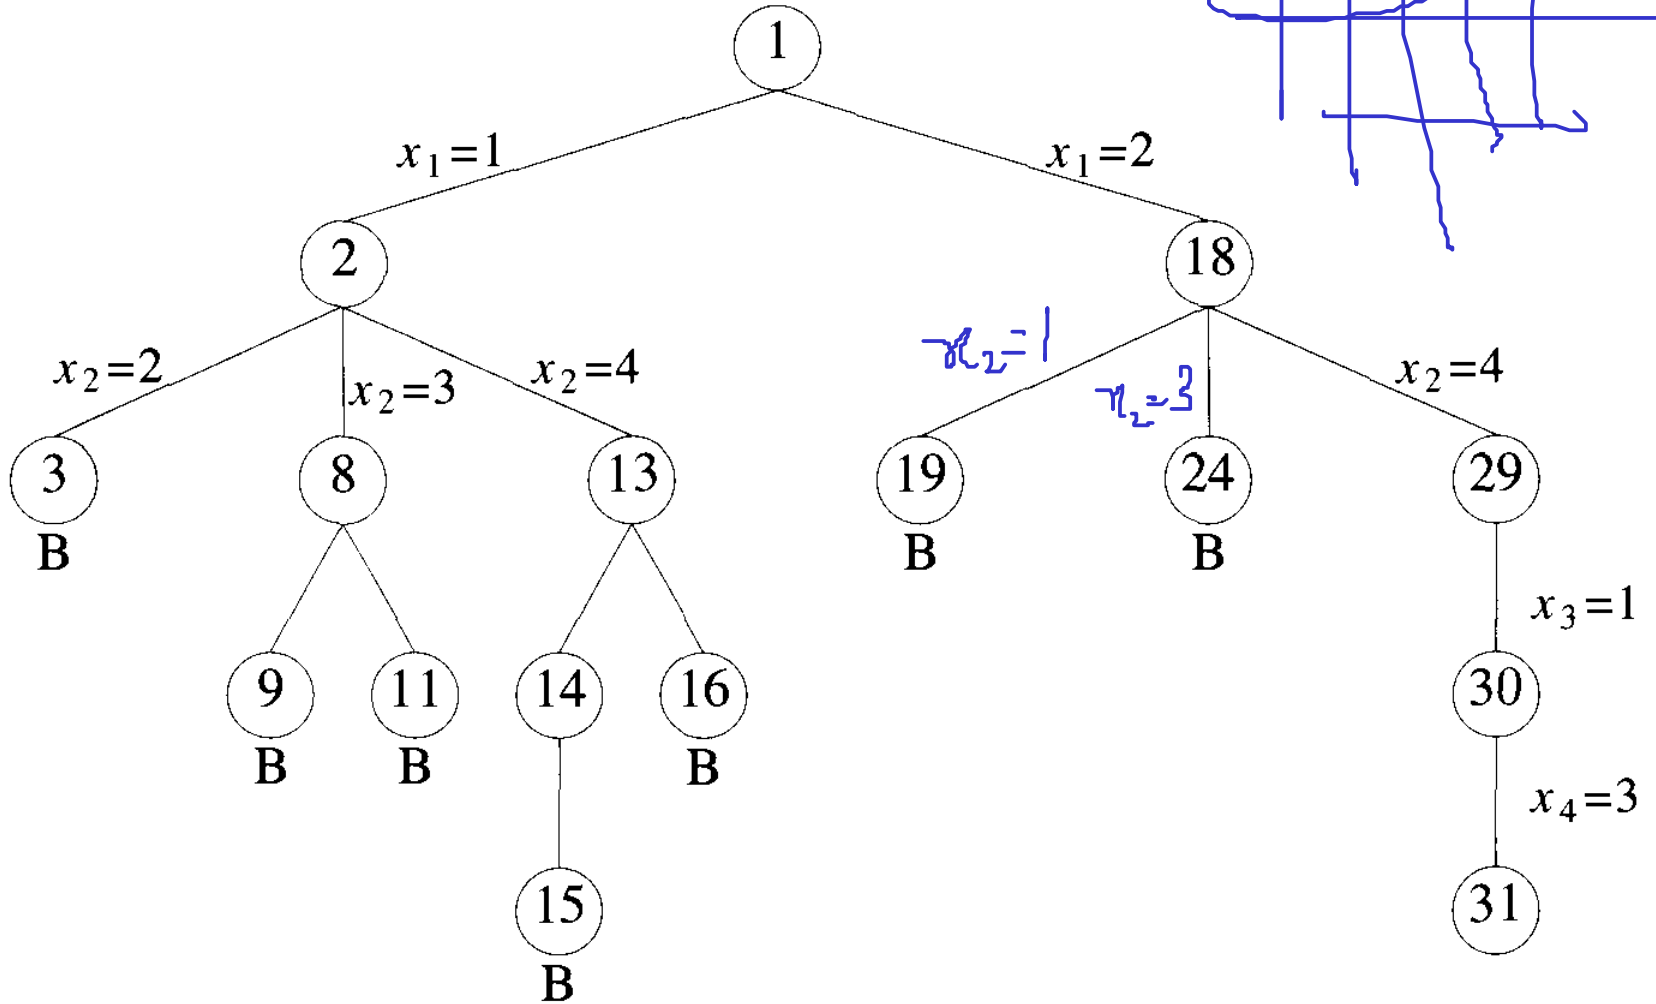 1
x₁=1 x₁=2
2 18
x₂=2 x₂=3 x₂=4 x₂=1 x₂=3 x₂=4
3 8 13 19 24 29
B B B
x₃=1
9 11 14 16 30
B B B
x₄=3
15 31
B